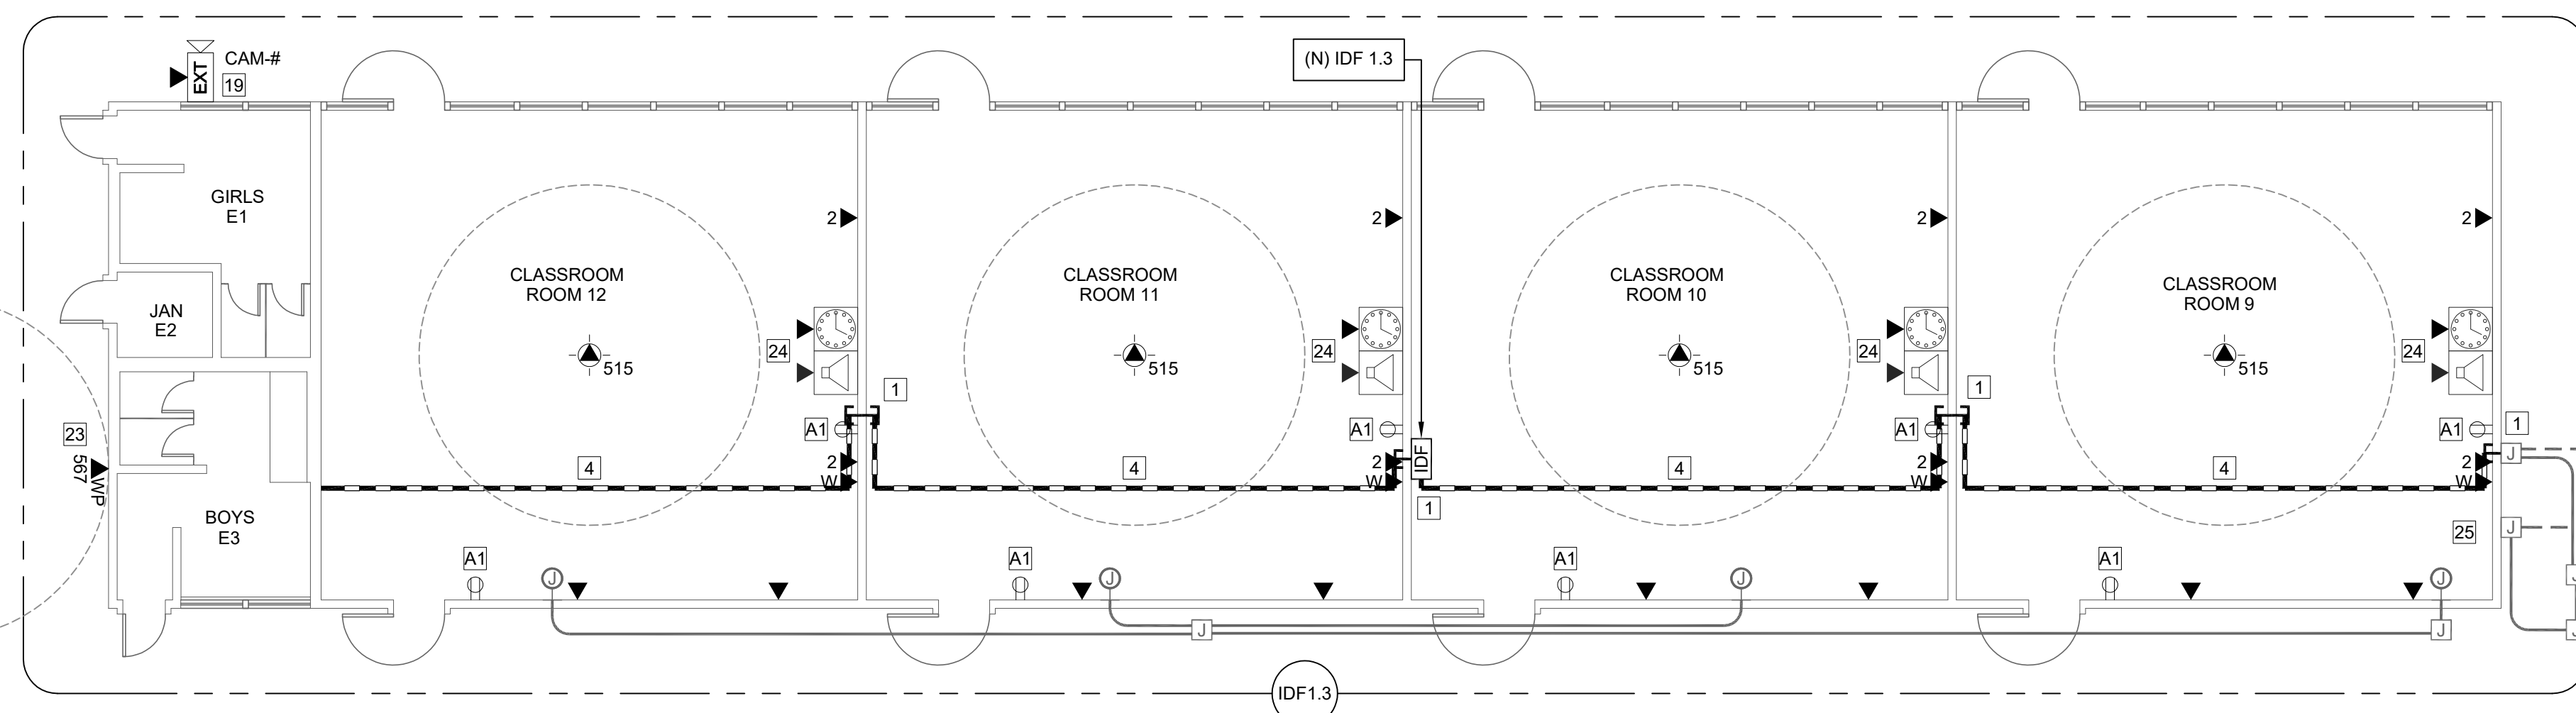 CAM-#
EXT
19
(N) IDF 1.3
GIRLS
E1
2
2
2
2
CLASSROOM
ROOM 12
CLASSROOM
ROOM 11
CLASSROOM
ROOM 10
CLASSROOM
ROOM 9
JAN
E2
24
515
24
515
24
515
24
515
1
1
1
A1
A1
A1
A1
J
23
567
WP
4
2
W
4
2
W
IDF
4
2
W
4
2
W
1
BOYS
E3
25
J
A1
J
A1
J
A1
J
A1
J
J
J
J
J
IDF1.3